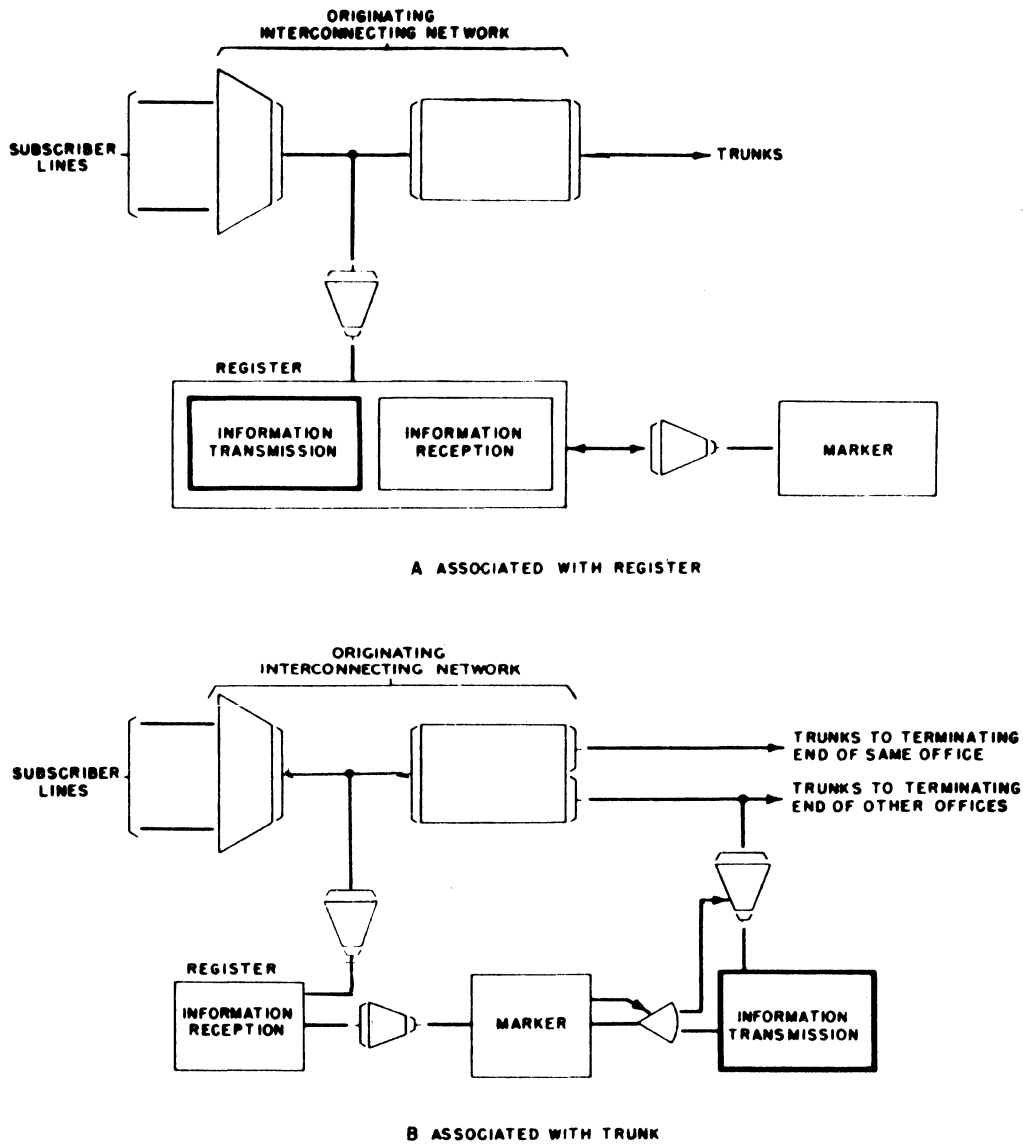 ORIGINATING
INTERCONNECTING NETWORK
SUBSCRIBER
LINES
TRUNKS
REGISTER
INFORMATION
TRANSMISSION
INFORMATION
RECEPTION
MARKER
A ASSOCIATED WITH REGISTER
ORIGINATING
INTERCONNECTING NETWORK
SUBSCRIBER
LINES
TRUNKS TO TERMINATING
END OF SAME OFFICE
TRUNKS TO TERMINATING
END OF OTHER OFFICES
REGISTER
INFORMATION
RECEPTION
MARKER
INFORMATION
TRANSMISSION
B ASSOCIATED WITH TRUNK